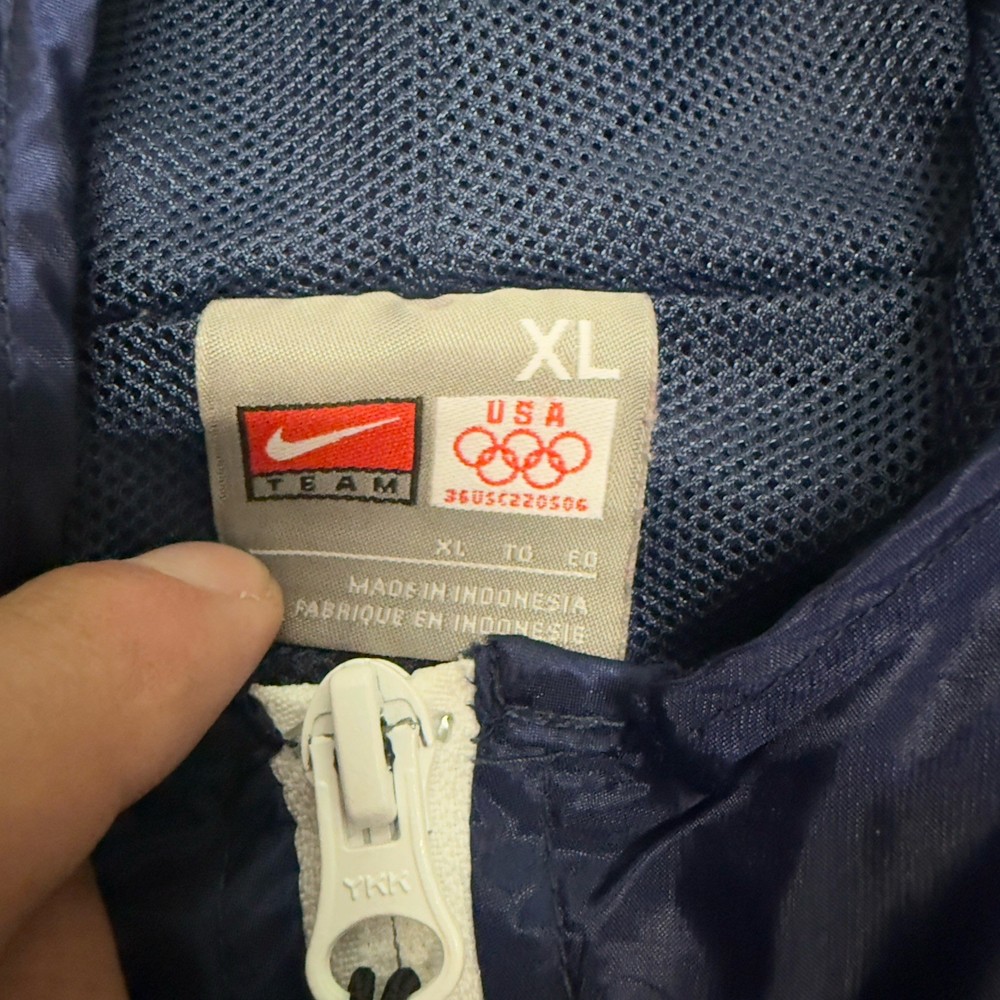 XL
TEAM
USA
36USC220506
XL TG EG
MADE IN INDONESIA
FABRIQUE EN INDONESIE
YKK